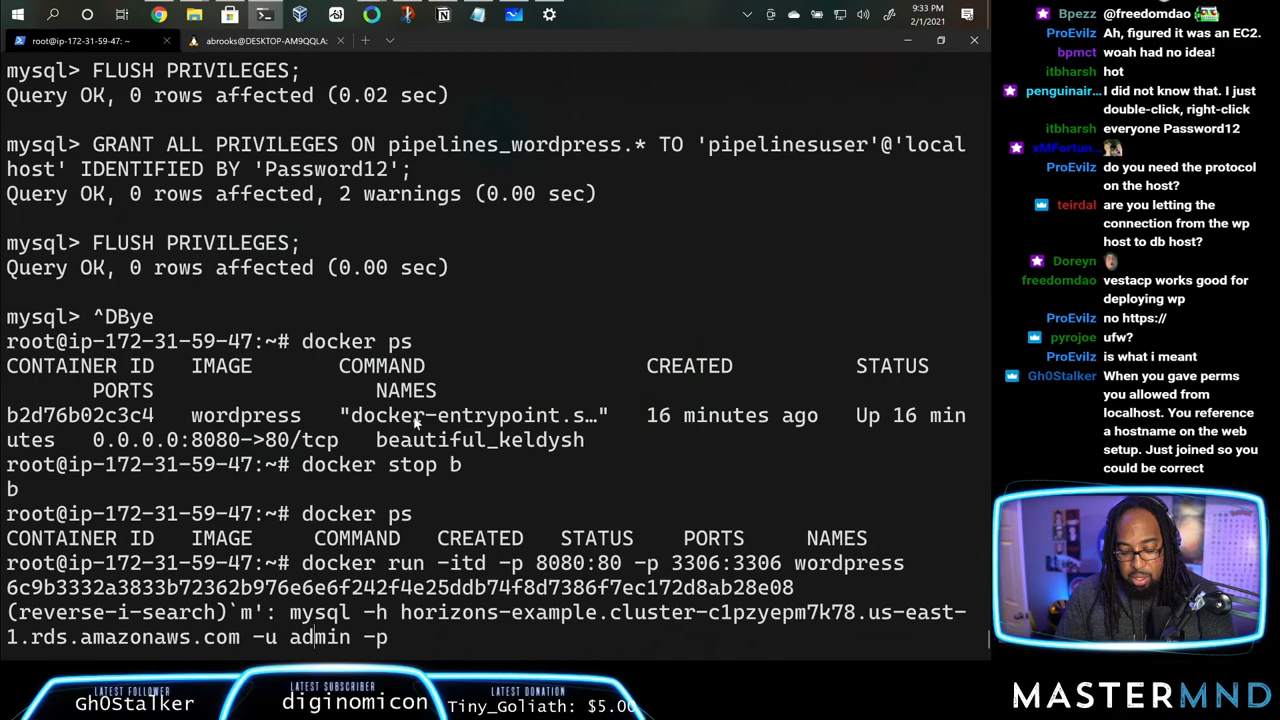 9:33 PM
2/1/2021
root@ip-172-31-59-47: ~
abrooks@DESKTOP-AM9QQLA:
mysql> FLUSH PRIVILEGES;
Query OK, 0 rows affected (0.02 sec)
mysql> GRANT ALL PRIVILEGES ON pipelines_wordpress.* TO 'pipelinesuser'@'local
host' IDENTIFIED BY 'Password12';
Query OK, 0 rows affected, 2 warnings (0.00 sec)
mysql> FLUSH PRIVILEGES;
Query OK, 0 rows affected (0.00 sec)
mysql> ^DBye
root@ip-172-31-59-47:~# docker ps
CONTAINER ID   IMAGE       COMMAND                  CREATED          STATUS
PORTS                  NAMES
b2d76b02c3c4   wordpress   "docker-entrypoint.s…"   16 minutes ago   Up 16 min
utes   0.0.0.0:8080->80/tcp   beautiful_keldysh
root@ip-172-31-59-47:~# docker stop b
b
root@ip-172-31-59-47:~# docker ps
CONTAINER ID   IMAGE     COMMAND   CREATED   STATUS    PORTS     NAMES
root@ip-172-31-59-47:~# docker run -itd -p 8080:80 -p 3306:3306 wordpress
6c9b3332a3833b72362b976e6e6f242f4e25ddb74f8d7386f7ec172d8ab28e08
(reverse-i-search)`m': mysql -h horizons-example.cluster-c1pzyepm7k78.us-east-
1.rds.amazonaws.com -u admin -p
Bpezz @freedomdao
ProEvilz Ah, figured it was an EC2.
bpmct woah had no idea!
itbharsh hot
penguinair... I did not know that. I just
double-click, right-click
itbharsh everyone Password12
xMFortun...
ProEvilz do you need the protocol
on the host?
teirdal are you letting the
connection from the wp
host to db host?
Doreyn
freedomdao vestacp works good for
deploying wp
ProEvilz no https://
pyrojoe ufw?
ProEvilz is what i meant
Gh0Stalker When you gave perms
you allowed from
localhost. You reference
a hostname on the web
setup. Just joined so you
could be correct
LATEST FOLLOWER
Gh0Stalker
LATEST SUBSCRIBER
diginomicon
LATEST DONATION
Tiny_Goliath: $5.00
MASTERMND